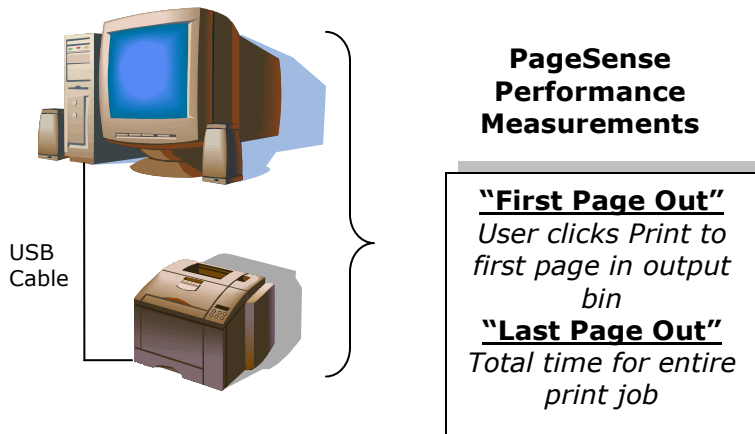 PageSense
Performance
Measurements
“First Page Out”
User clicks Print to
first page in output
bin
“Last Page Out”
Total time for entire
print job
USB
Cable